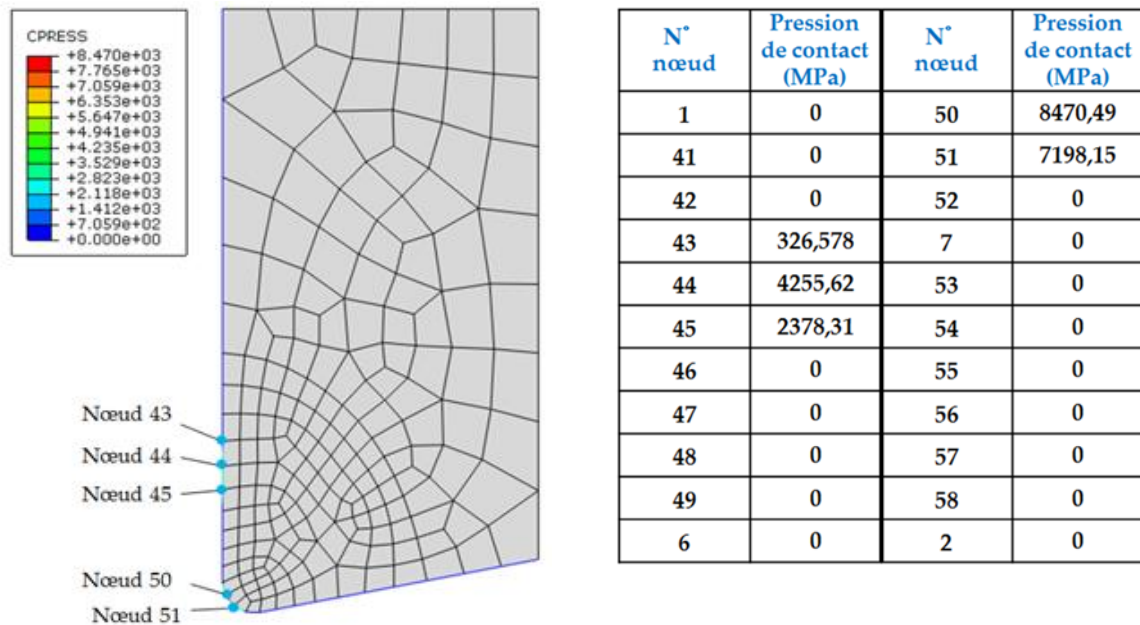 CPRESS
+8.470e+03
+7.765e+03
+7.059e+03
+6.353e+03
+5.647e+03
+4.941e+03
+4.235e+03
+3.529e+03
+2.823e+03
+2.118e+03
+1.412e+03
+7.059e+02
+0.000e+00
Nœud 43
Nœud 44
Nœud 45
Nœud 50
Nœud 51
N° nœud Pression de contact (MPa) N° nœud Pression de contact (MPa)
1 0 50 8470,49
41 0 51 7198,15
42 0 52 0
43 326,578 7 0
44 4255,62 53 0
45 2378,31 54 0
46 0 55 0
47 0 56 0
48 0 57 0
49 0 58 0
6 0 2 0